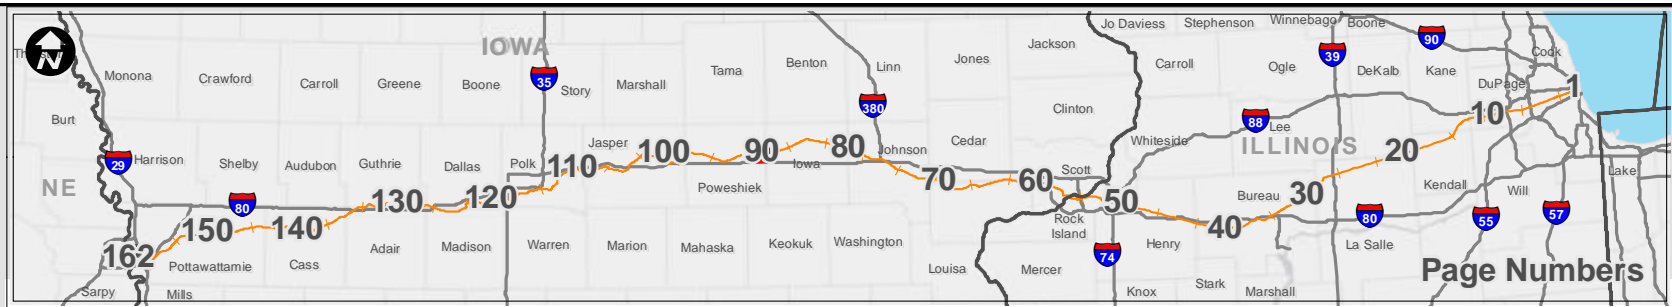 N
IOWA
NE
ILLINOIS
Monona
Crawford
Carroll
Greene
Boone
Story
Marshall
Tama
Benton
Linn
Jones
Jackson
Jo Daviess
Stephenson
Winnebago
Boone
Carroll
Ogle
DeKalb
Kane
Cook
DuPage
Burt
Harrison
Shelby
Audubon
Guthrie
Dallas
Polk
Jasper
Poweshiek
Iowa
Johnson
Cedar
Clinton
Scott
Whiteside
Lee
Bureau
Kendall
Will
Lake
Sarpy
Mills
Pottawattamie
Cass
Adair
Madison
Warren
Marion
Mahaska
Keokuk
Washington
Louisa
Mercer
Rock
Island
Henry
Knox
Stark
Marshall
La Salle
29
80
35
380
74
88
39
90
80
55
57
162
150
140
130
120
110
100
90
80
70
60
50
40
30
20
10
1
Page Numbers